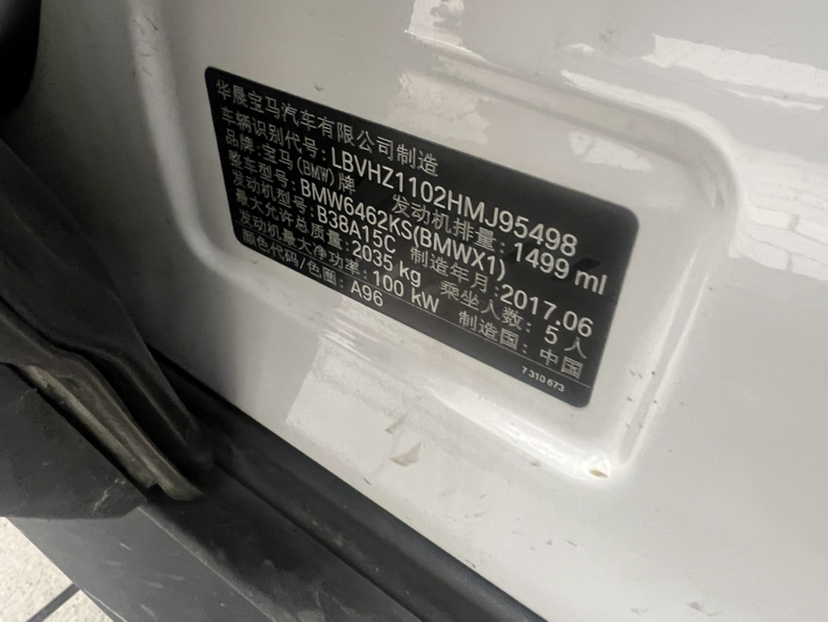 华晨宝马汽车有限公司制造
车辆识别代号: LBVHZ1102HMJ95498
品牌: 宝马(BMW)牌 发动机排量: 1499 ml
整车型号: BMW6462KS(BMWX1)
发动机型号: B38A15C 制造年月: 2017.06
最大允许总质量: 2035 kg 乘坐人数: 5 人
发动机最大净功率: 100 kW 制造国: 中国
颜色代码/色圈: A96
7 310 673